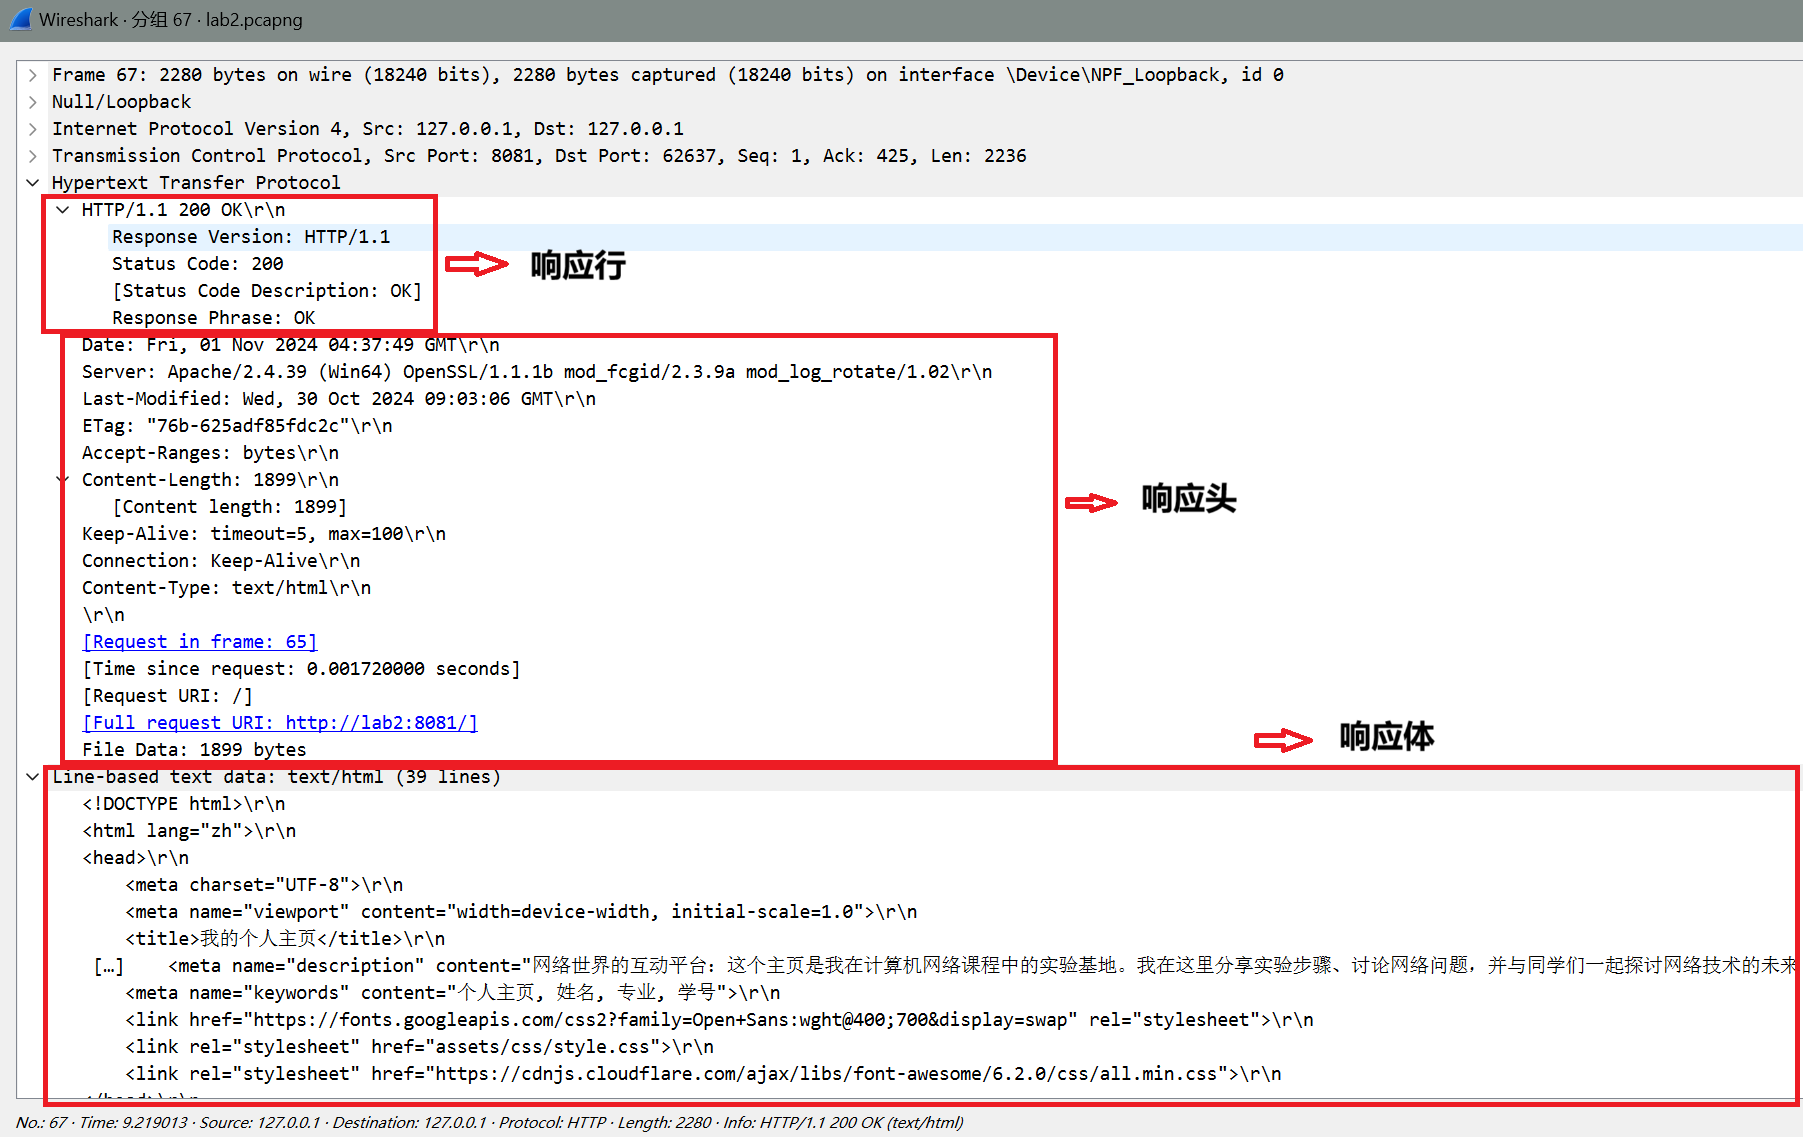 Wireshark · 分组 67 · lab2.pcapng
Frame 67: 2280 bytes on wire (18240 bits), 2280 bytes captured (18240 bits) on interface \Device\NPF_Loopback, id 0
Null/Loopback
Internet Protocol Version 4, Src: 127.0.0.1, Dst: 127.0.0.1
Transmission Control Protocol, Src Port: 8081, Dst Port: 62637, Seq: 1, Ack: 425, Len: 2236
Hypertext Transfer Protocol
HTTP/1.1 200 OK\r\n
Response Version: HTTP/1.1
Status Code: 200
响应行
[Status Code Description: OK]
Response Phrase: OK
Date: Fri, 01 Nov 2024 04:37:49 GMT\r\n
Server: Apache/2.4.39 (Win64) OpenSSL/1.1.1b mod_fcgid/2.3.9a mod_log_rotate/1.02\r\n
Last-Modified: Wed, 30 Oct 2024 09:03:06 GMT\r\n
ETag: "76b-625adf85fdc2c"\r\n
Accept-Ranges: bytes\r\n
Content-Length: 1899\r\n
[Content length: 1899]
响应头
Keep-Alive: timeout=5, max=100\r\n
Connection: Keep-Alive\r\n
Content-Type: text/html\r\n
\r\n
[Request in frame: 65]
[Time since request: 0.001720000 seconds]
[Request URI: /]
[Full request URI: http://lab2:8081/]
响应体
File Data: 1899 bytes
Line-based text data: text/html (39 lines)
<!DOCTYPE html>\r\n
<html lang="zh">\r\n
<head>\r\n
<meta charset="UTF-8">\r\n
<meta name="viewport" content="width=device-width, initial-scale=1.0">\r\n
<title>我的个人主页</title>\r\n
[…] <meta name="description" content="网络世界的互动平台：这个主页是我在计算机网络课程中的实验基地。我在这里分享实验步骤、讨论网络问题，并与同学们一起探讨网络技术的未来
<meta name="keywords" content="个人主页, 姓名, 专业, 学号">\r\n
<link href="https://fonts.googleapis.com/css2?family=Open+Sans:wght@400;700&display=swap" rel="stylesheet">\r\n
<link rel="stylesheet" href="assets/css/style.css">\r\n
<link rel="stylesheet" href="https://cdnjs.cloudflare.com/ajax/libs/font-awesome/6.2.0/css/all.min.css">\r\n
No.: 67 · Time: 9.219013 · Source: 127.0.0.1 · Destination: 127.0.0.1 · Protocol: HTTP · Length: 2280 · Info: HTTP/1.1 200 OK (text/html)